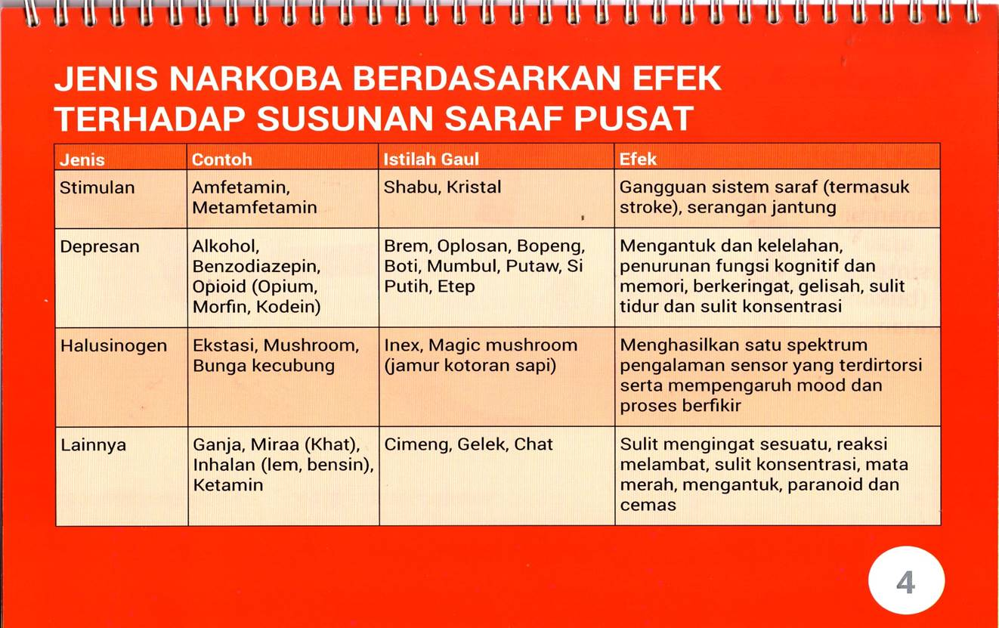 JENIS NARKOBA BERDASARKAN EFEK
TERHADAP SUSUNAN SARAF PUSAT
Jenis Contoh Istilah Gaul Efek
Stimulan
Amfetamin,
Metamfetamin
Shabu, Kristal
Gangguan sistem saraf (termasuk
stroke), serangan jantung
Depresan
Alkohol,
Benzodiazepin,
Opioid (Opium,
Morfin, Kodein)
Brem, Oplosan, Bopeng,
Boti, Mumbul, Putaw, Si
Putih, Etep
Mengantuk dan kelelahan,
penurunan fungsi kognitif dan
memori, berkeringat, gelisah, sulit
tidur dan sulit konsentrasi
Halusinogen
Ekstasi, Mushroom,
Bunga kecubung
Inex, Magic mushroom
(jamur kotoran sapi)
Menghasilkan satu spektrum
pengalaman sensor yang terdirtorsi
serta mempengaruh mood dan
proses berfikir
Lainnya
Ganja, Miraa (Khat),
Inhalan (lem, bensin),
Ketamin
Cimeng, Gelek, Chat
Sulit mengingat sesuatu, reaksi
melambat, sulit konsentrasi, mata
merah, mengantuk, paranoid dan
cemas
4